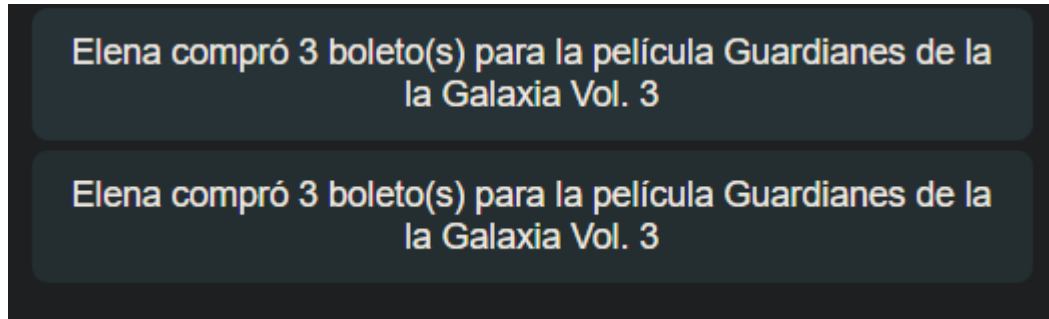 Elena compró 3 boleto(s) para la película Guardianes de la
la Galaxia Vol. 3
Elena compró 3 boleto(s) para la película Guardianes de la
la Galaxia Vol. 3